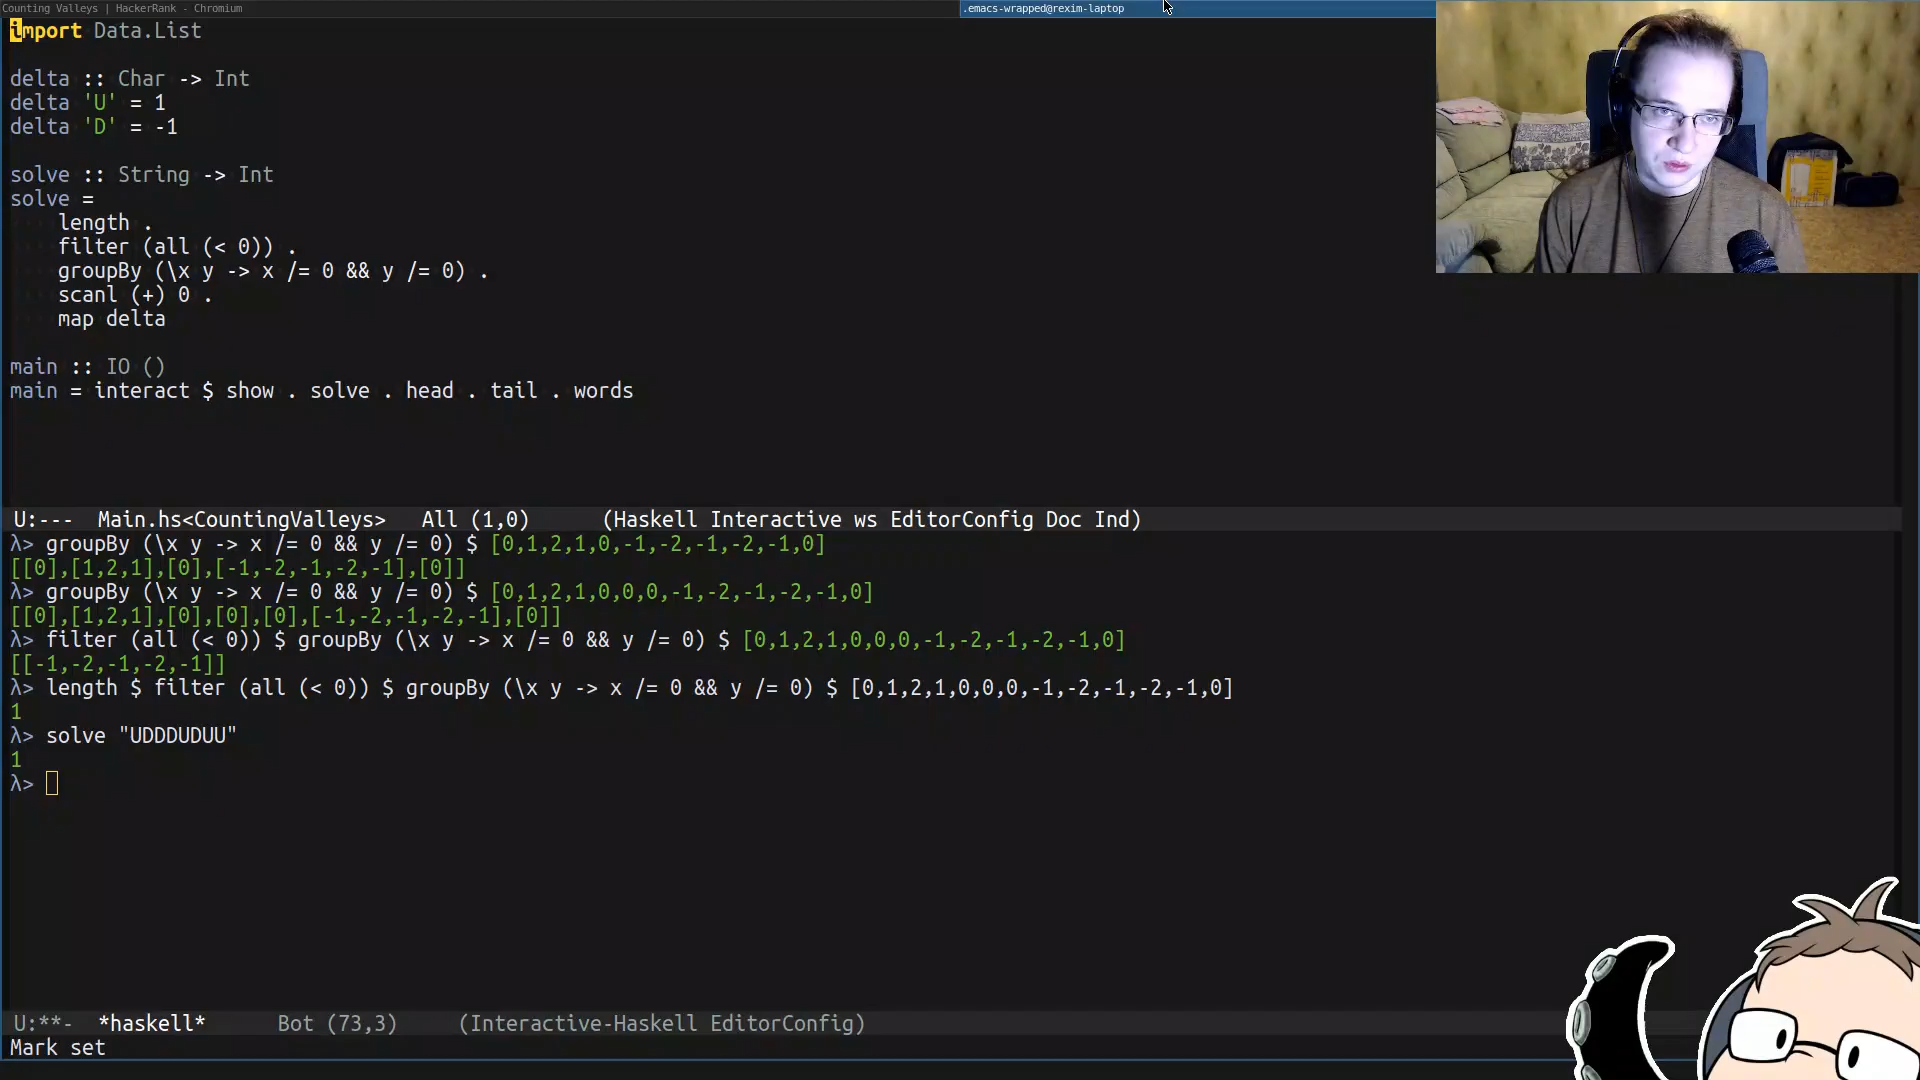 Counting Valleys | HackerRank - Chromium
.emacs-wrapped@rexim-laptop
import Data.List
delta :: Char -> Int
delta 'U' = 1
delta 'D' = -1
solve :: String -> Int
solve =
    length .
    filter (all (< 0)) .
    groupBy (\x y -> x /= 0 && y /= 0) .
    scanl (+) 0 .
    map delta
main :: IO ()
main = interact $ show . solve . head . tail . words
U:---  Main.hs<CountingValleys>   All (1,0)      (Haskell Interactive ws EditorConfig Doc Ind)
λ> groupBy (\x y -> x /= 0 && y /= 0) $ [0,1,2,1,0,-1,-2,-1,-2,-1,0]
[[0],[1,2,1],[0],[-1,-2,-1,-2,-1],[0]]
λ> groupBy (\x y -> x /= 0 && y /= 0) $ [0,1,2,1,0,0,0,-1,-2,-1,-2,-1,0]
[[0],[1,2,1],[0],[0],[0],[-1,-2,-1,-2,-1],[0]]
λ> filter (all (< 0)) $ groupBy (\x y -> x /= 0 && y /= 0) $ [0,1,2,1,0,0,0,-1,-2,-1,-2,-1,0]
[[-1,-2,-1,-2,-1]]
λ> length $ filter (all (< 0)) $ groupBy (\x y -> x /= 0 && y /= 0) $ [0,1,2,1,0,0,0,-1,-2,-1,-2,-1,0]
1
λ> solve "UDDDUDUU"
1
λ>
U:**-  *haskell*      Bot (73,3)     (Interactive-Haskell EditorConfig)
Mark set